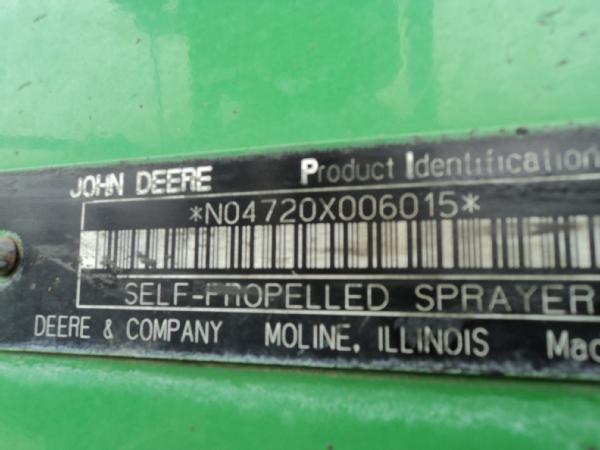 JOHN DEERE Product Identification
*N04720X006015*
SELF-PROPELLED SPRAYER
DEERE & COMPANY MOLINE, ILLINOIS